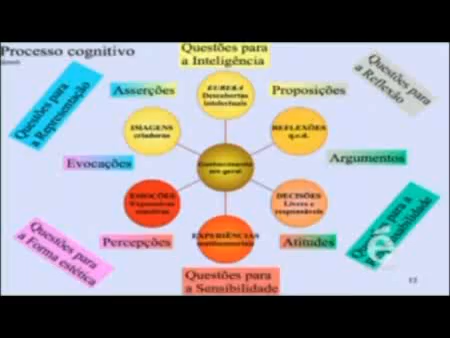 Processo cognitivo
Questões para
a Inteligência
Questões para
a Representação
Questões para
a Reflexão
Asserções
EUREKA
Descobertas
intelectuais
Proposições
IMAGENS
criadoras
REFLEXÕES
q.e.d.
Evocações
Conhecimento
em geral
Argumentos
EMOÇÕES
DECISÕES
Livres e
responsáveis
Questões para
a Forma estética
Percepções
EXPERIÊNCIAS
Atitudes
Questões para
a
Questões para
a Sensibilidade
12